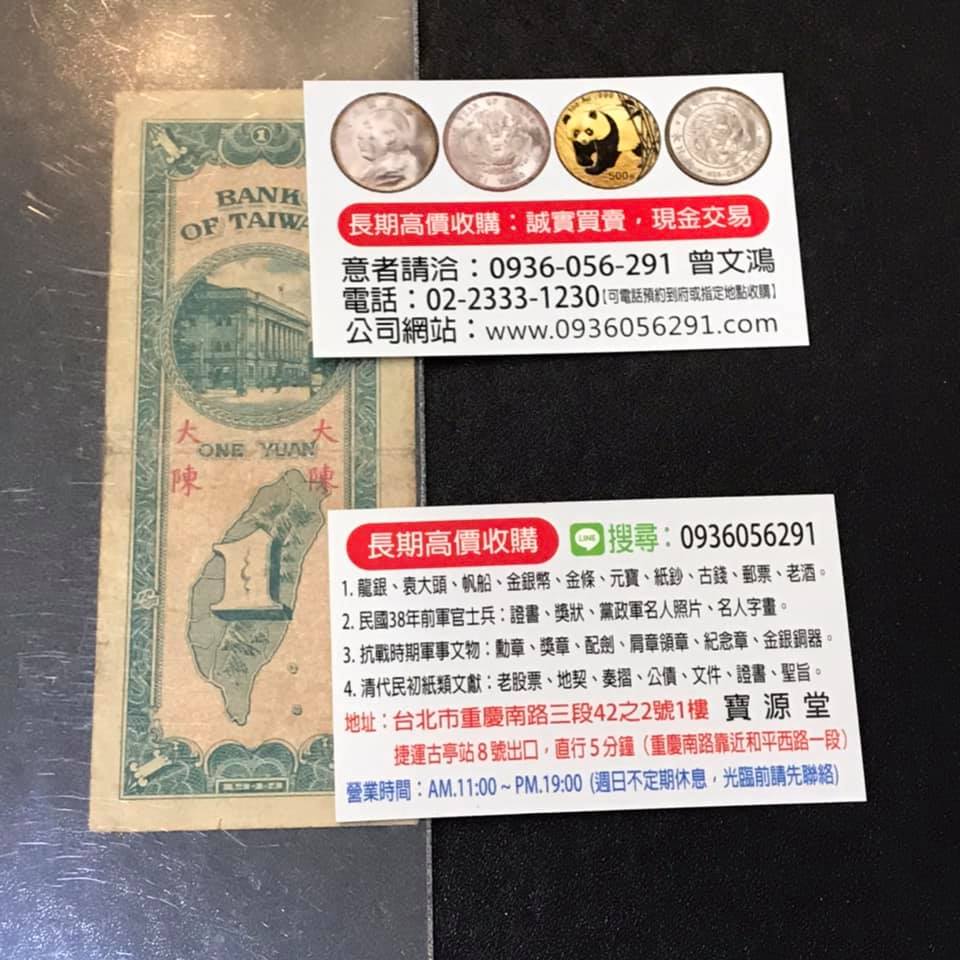 1
BANK
OF TAIWA
大 大
ONE YUAN
陳 陳
500元
長期高價收購：誠實買賣，現金交易
意者請洽：0936-056-291 曾文鴻
電話：02-2333-1230【可電話預約到府或指定地點收購】
公司網站：www.0936056291.com
長期高價收購 LINE 搜尋：0936056291
1. 龍銀、袁大頭、帆船、金銀幣、金條、元寶、紙鈔、古錢、郵票、老酒。
2. 民國38年前軍官士兵：證書、獎狀、黨政軍名人照片、名人字畫。
3. 抗戰時期軍事文物：勳章、獎章、配劍、肩章領章、紀念章、金銀銅器。
4. 清代民初紙類文獻：老股票、地契、奏摺、公債、文件、證書、聖旨。
地址：台北市重慶南路三段42之2號1樓 寶源堂
捷運古亭站8號出口，直行5分鐘（重慶南路靠近和平西路一段）
營業時間：AM.11:00 ~ PM.19:00（週日不定期休息，光臨前請先聯絡）